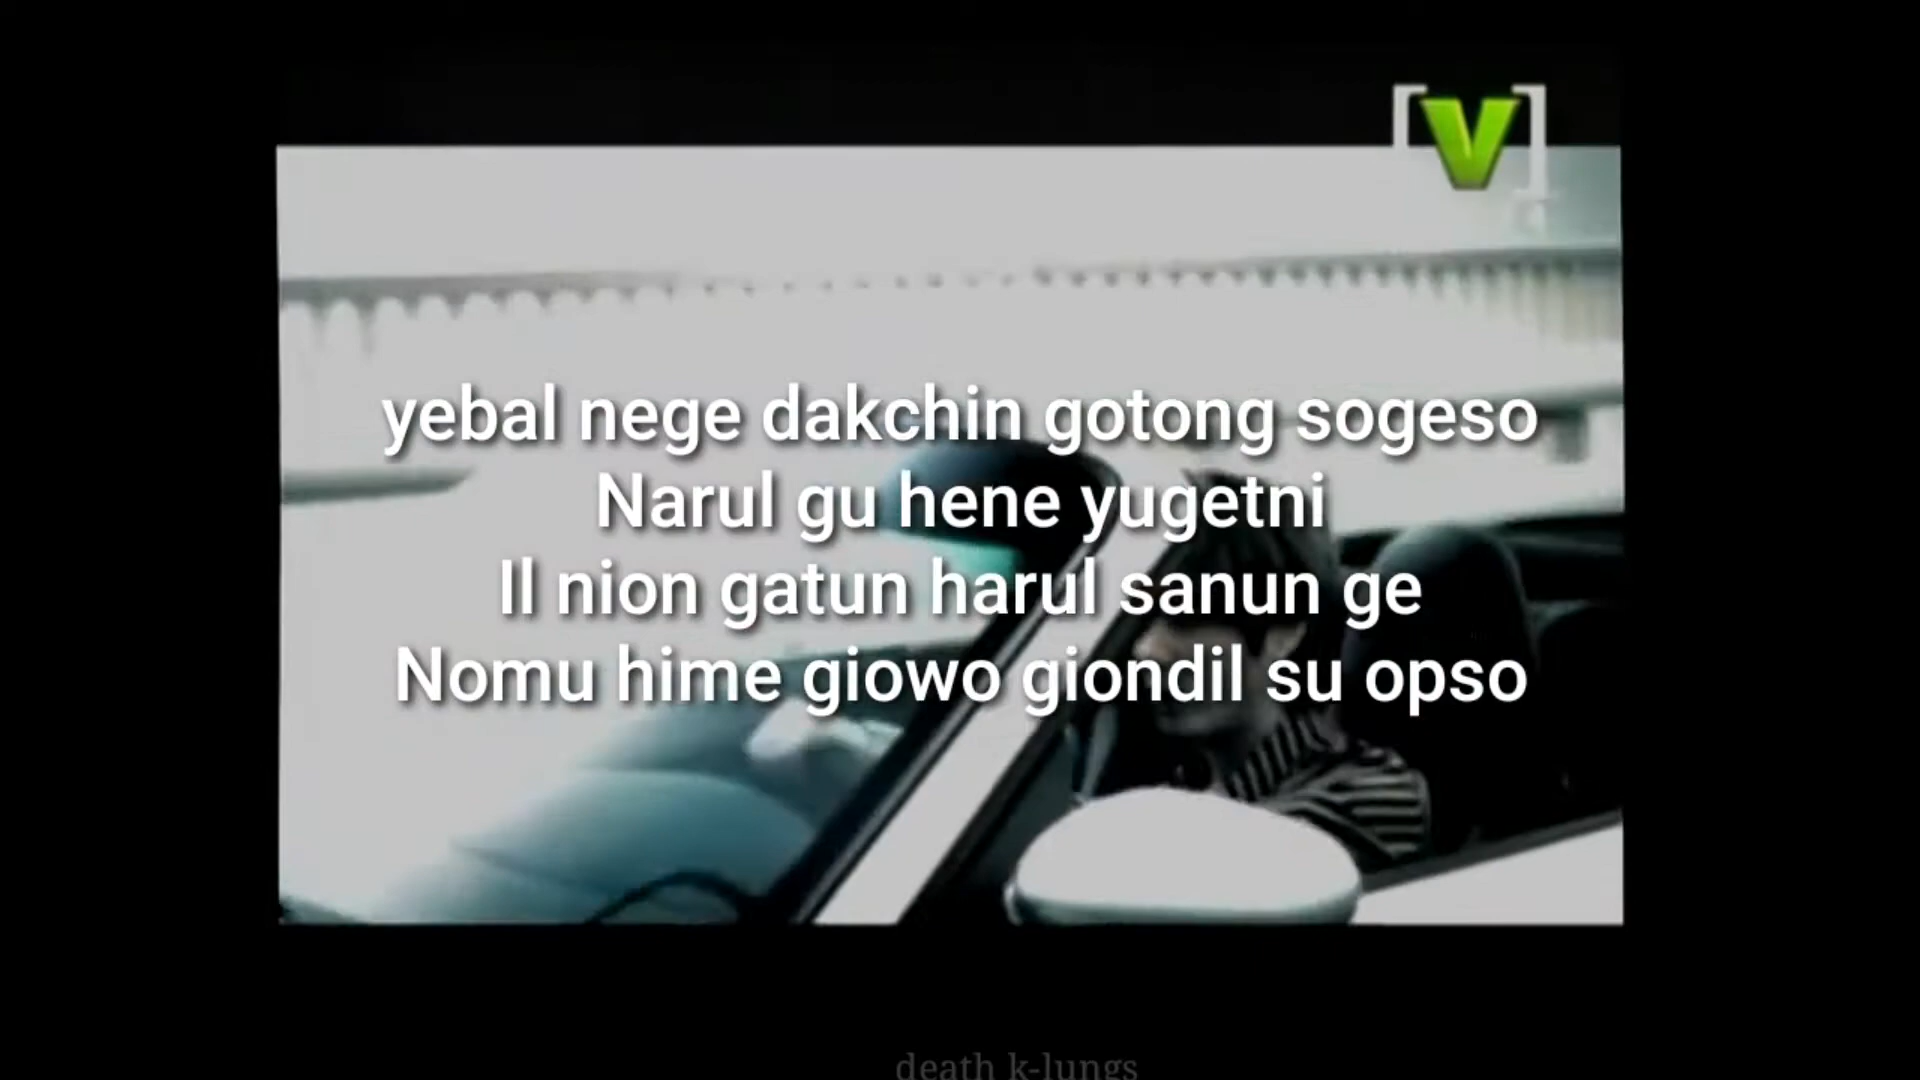 [V]
yebal nege dakchin gotong sogeso
Narul gu hene yugetni
Il nion gatun harul sanun ge
Nomu hime giowo giondil su opso
death k-lungs